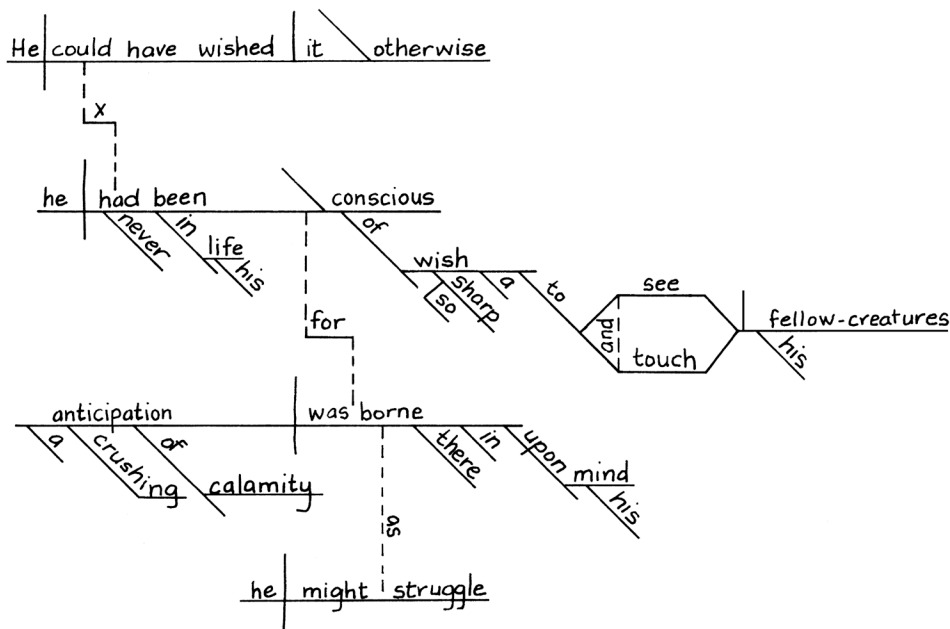 He could have wished it otherwise
X
he had been conscious
never in life his of
wish
so sharp a to see
and
touch
fellow-creatures
his
for
anticipation was borne
a crushing of calamity there in upon mind his
as
he might struggle